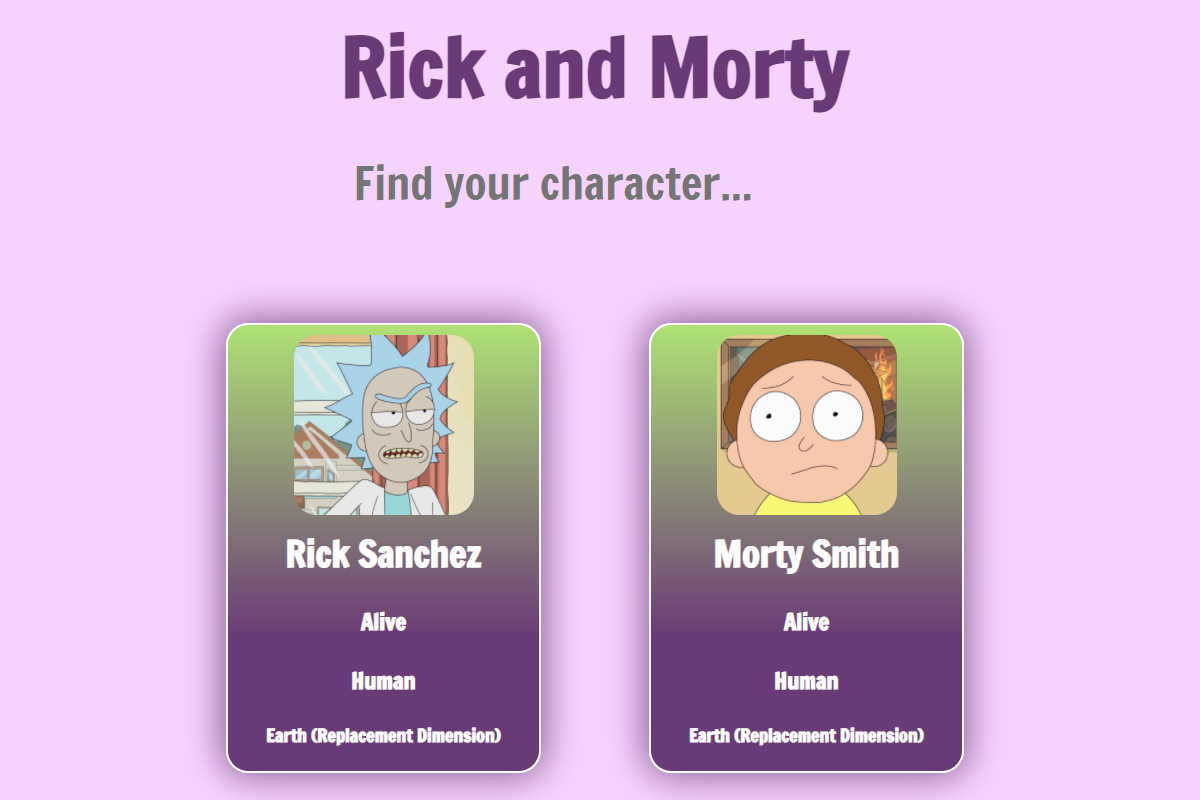 Rick and Morty
Find your character...
Rick Sanchez
Alive
Human
Earth (Replacement Dimension)
Morty Smith
Alive
Human
Earth (Replacement Dimension)